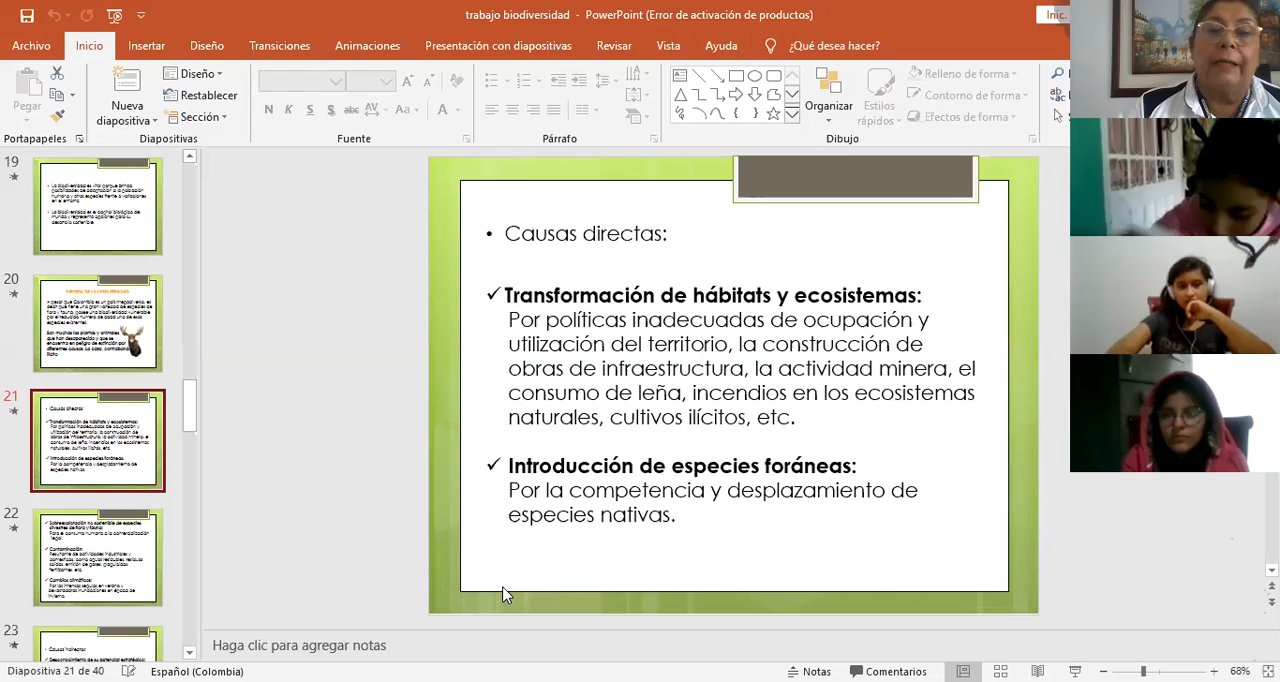 trabajo biodiversidad - PowerPoint (Error de activación de productos)
Inic.
Archivo Inicio Insertar Diseño Transiciones Animaciones Presentación con diapositivas Revisar Vista Ayuda ¿Qué desea hacer?
Pegar
Nueva diapositiva
Diseño
Restablecer
Sección
N K S S abc AV Aa A
Organizar
Estilos rápidos
Relleno de forma
Contorno de forma
Efectos de forma
Portapapeles Diapositivas Fuente Párrafo Dibujo
19
20
21
22
23
• Causas directas:
✓ Transformación de hábitats y ecosistemas:
Por políticas inadecuadas de ocupación y
utilización del territorio, la construcción de
obras de infraestructura, la actividad minera, el
consumo de leña, incendios en los ecosistemas
naturales, cultivos ilícitos, etc.
✓ Introducción de especies foráneas:
Por la competencia y desplazamiento de
especies nativas.
Haga clic para agregar notas
Diapositiva 21 de 40 Español (Colombia) Notas Comentarios 68%